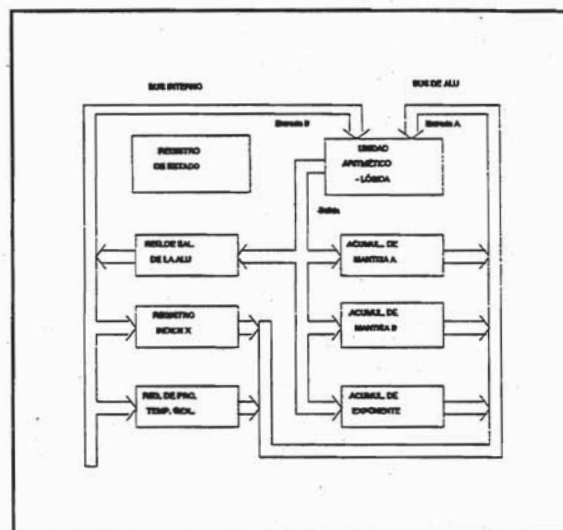 BUS INTERNO
BUS DE ALU
Entrada B
Entrada A
REGISTRO
DE ESTADO
UNIDAD
ARITMÉTICO
- LÓGICA
Salida
REG. DE SAL.
DE LA ALU
ACUMUL. DE
MANTISA A
REGISTRO
INDICE X
ACUMUL. DE
MANTISA B
REG. DE PRO.
TEMP.
ACUMUL. DE
EXPONENTE